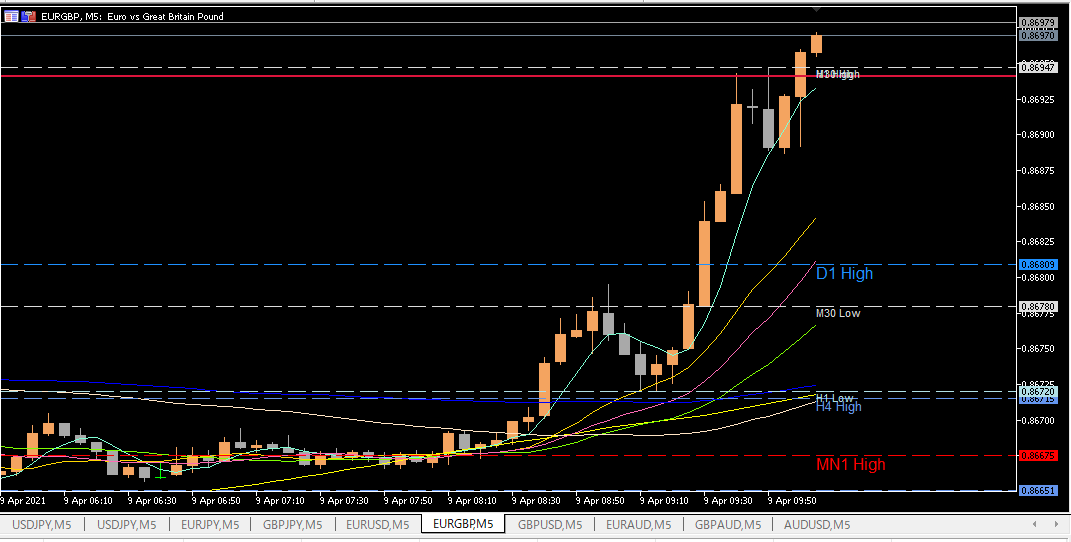 EURGBP, M5: Euro vs Great Britain Pound
0.86979
0.86970
0.86947
0.86925
0.86900
0.86875
0.86850
0.86825
0.86809
D1 High
0.86800
0.86780
M30 Low
0.86775
0.86750
0.86725
0.86720
H1 Low
0.86715
H4 High
0.86700
0.86675
MN1 High
0.86651
9 Apr 2021 9 Apr 06:10 9 Apr 06:30 9 Apr 06:50 9 Apr 07:10 9 Apr 07:30 9 Apr 07:50 9 Apr 08:10 9 Apr 08:30 9 Apr 08:50 9 Apr 09:10 9 Apr 09:30 9 Apr 09:50
USDJPY,M5 USDJPY,M5 EURJPY,M5 GBPJPY,M5 EURUSD,M5 EURGBP,M5 GBPUSD,M5 EURAUD,M5 GBPAUD,M5 AUDUSD,M5